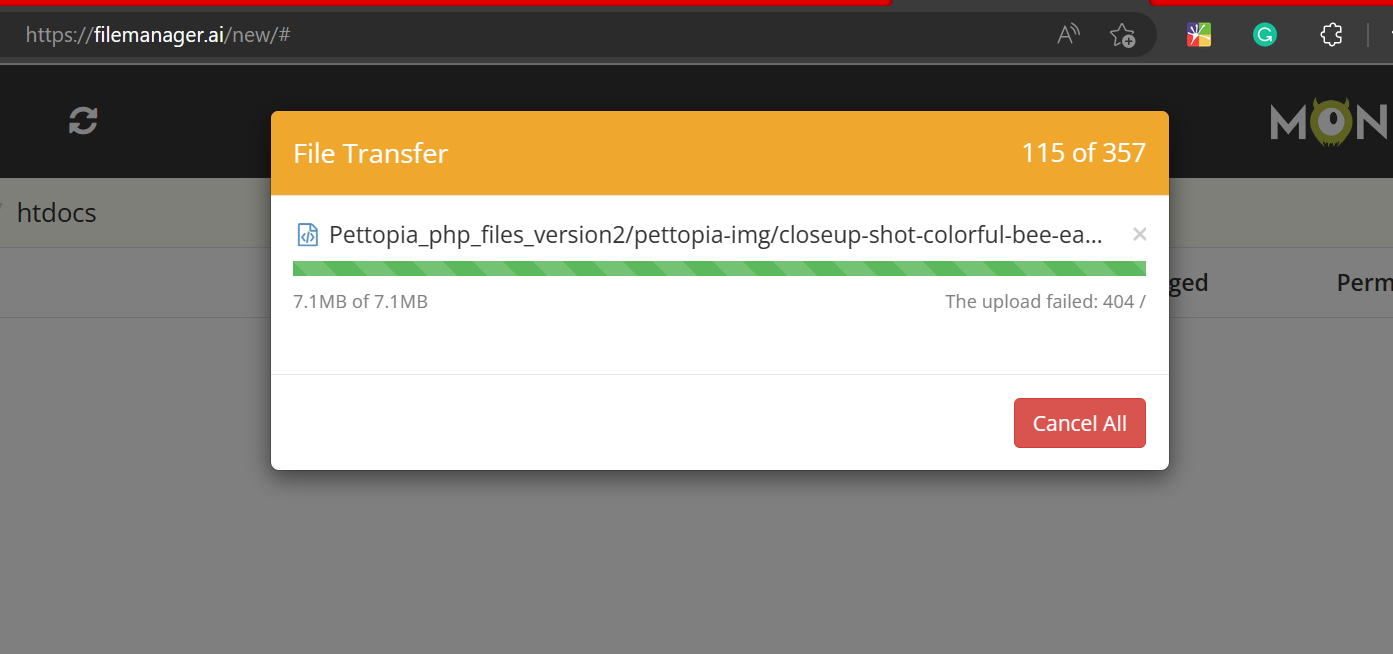 https://filemanager.ai/new/#
MON
File Transfer
115 of 357
htdocs
Pettopia_php_files_version2/pettopia-img/closeup-shot-colorful-bee-ea...
ged
Perm
7.1MB of 7.1MB
The upload failed: 404 /
Cancel All